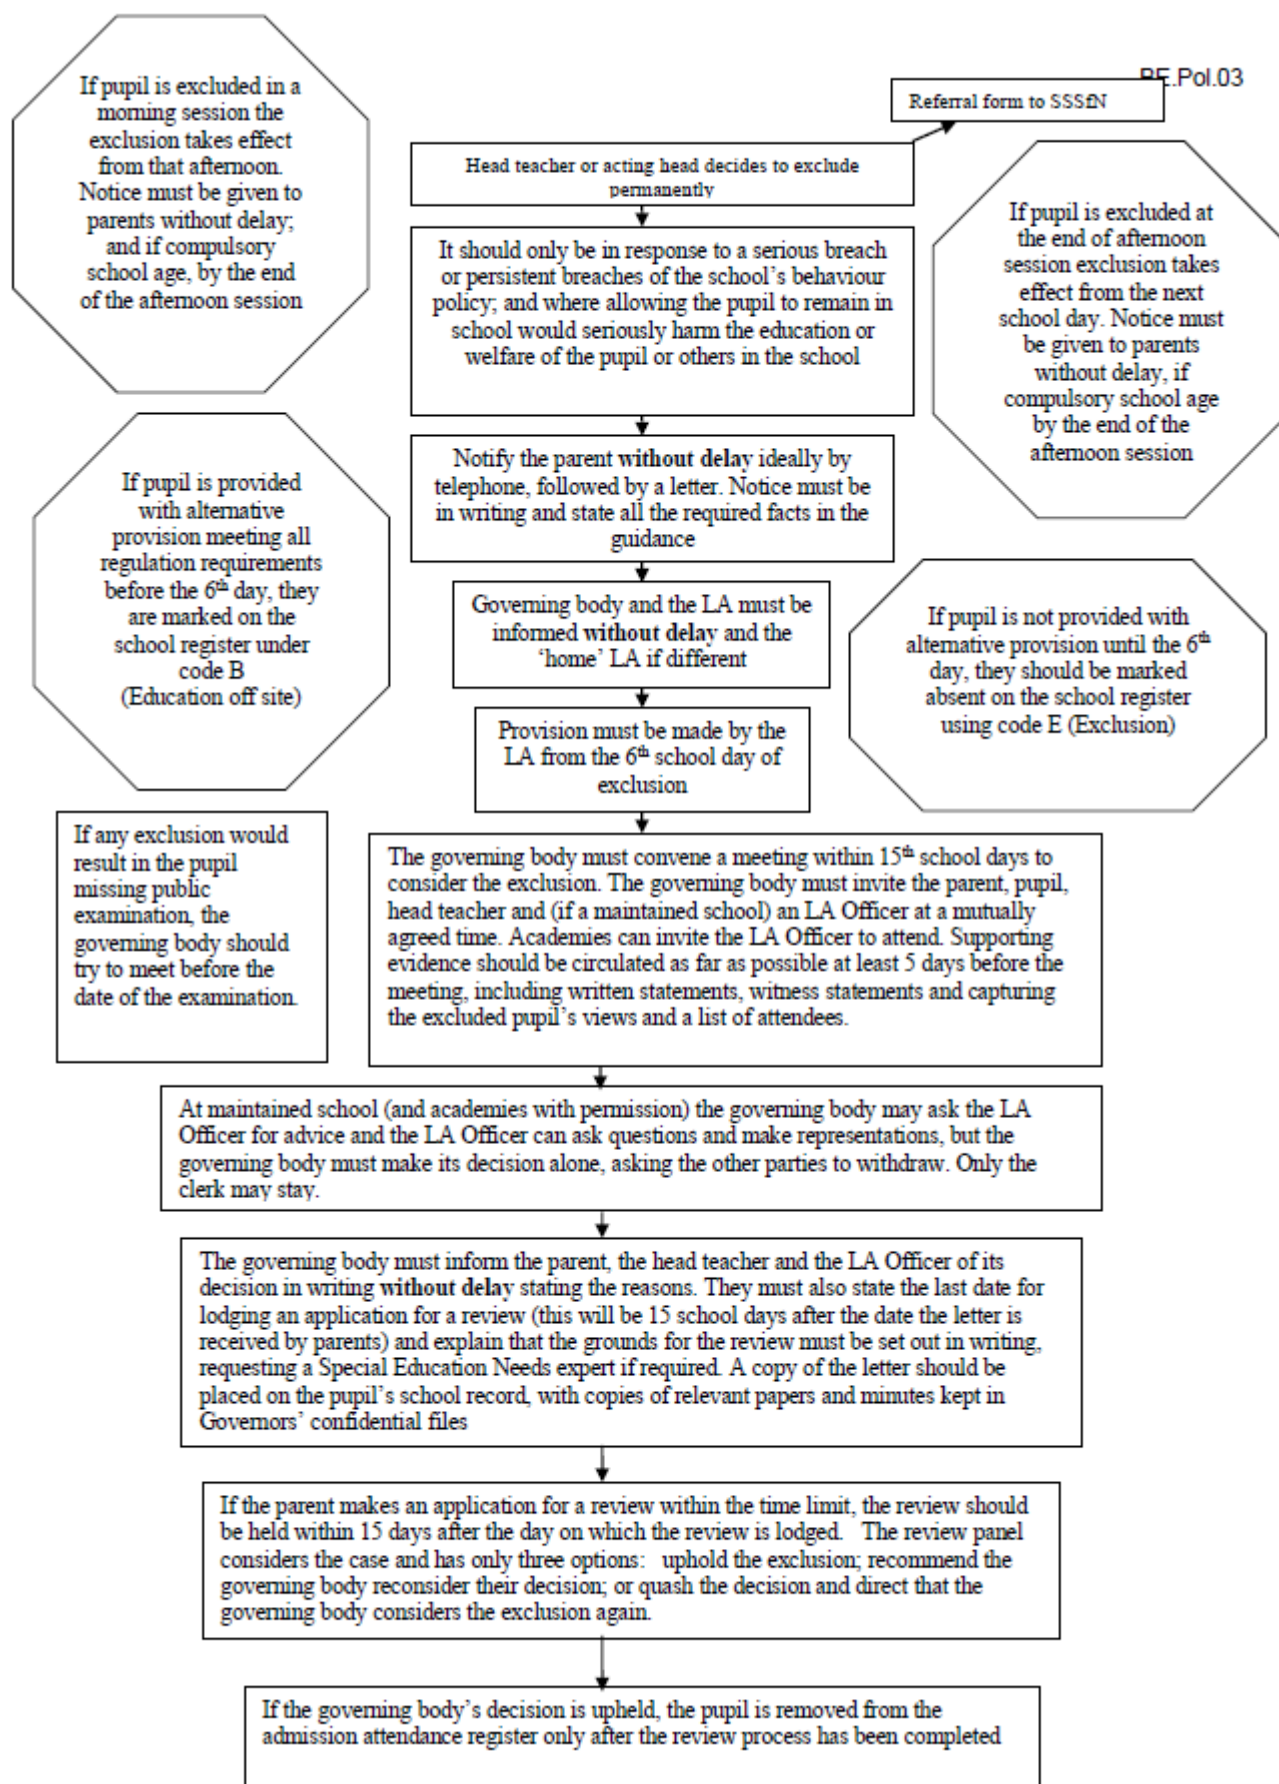 BE.Pol.03
Referral form to SSSfN
If pupil is excluded in a
morning session the
exclusion takes effect
from that afternoon.
Notice must be given to
parents without delay;
and if compulsory
school age, by the end
of the afternoon session
Head teacher or acting head decides to exclude
permanently
It should only be in response to a serious breach
or persistent breaches of the school’s behaviour
policy; and where allowing the pupil to remain in
school would seriously harm the education or
welfare of the pupil or others in the school
If pupil is excluded at
the end of afternoon
session exclusion takes
effect from the next
school day. Notice must
be given to parents
without delay, if
compulsory school age
by the end of the
afternoon session
Notify the parent without delay ideally by
telephone, followed by a letter. Notice must be
in writing and state all the required facts in the
guidance
If pupil is provided
with alternative
provision meeting all
regulation requirements
before the 6th day, they
are marked on the
school register under
code B
(Education off site)
Governing body and the LA must be
informed without delay and the
‘home’ LA if different
If pupil is not provided with
alternative provision until the 6th
day, they should be marked
absent on the school register
using code E (Exclusion)
Provision must be made by the
LA from the 6th school day of
exclusion
If any exclusion would
result in the pupil
missing public
examination, the
governing body should
try to meet before the
date of the examination.
The governing body must convene a meeting within 15th school days to
consider the exclusion. The governing body must invite the parent, pupil,
head teacher and (if a maintained school) an LA Officer at a mutually
agreed time. Academies can invite the LA Officer to attend. Supporting
evidence should be circulated as far as possible at least 5 days before the
meeting, including written statements, witness statements and capturing
the excluded pupil’s views and a list of attendees.
At maintained school (and academies with permission) the governing body may ask the LA
Officer for advice and the LA Officer can ask questions and make representations, but the
governing body must make its decision alone, asking the other parties to withdraw. Only the
clerk may stay.
The governing body must inform the parent, the head teacher and the LA Officer of its
decision in writing without delay stating the reasons. They must also state the last date for
lodging an application for a review (this will be 15 school days after the date the letter is
received by parents) and explain that the grounds for the review must be set out in writing,
requesting a Special Education Needs expert if required. A copy of the letter should be
placed on the pupil’s school record, with copies of relevant papers and minutes kept in
Governors’ confidential files
If the parent makes an application for a review within the time limit, the review should
be held within 15 days after the day on which the review is lodged. The review panel
considers the case and has only three options: uphold the exclusion; recommend the
governing body reconsider their decision; or quash the decision and direct that the
governing body considers the exclusion again.
If the governing body’s decision is upheld, the pupil is removed from the
admission attendance register only after the review process has been completed